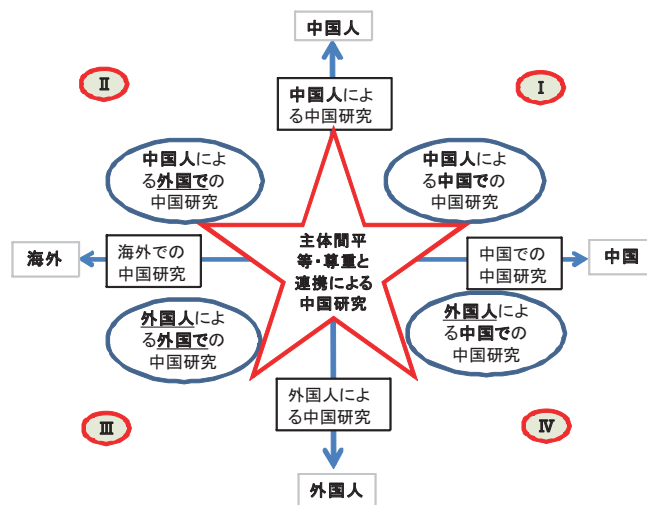 中国人
Ⅱ
Ⅰ
中国人によ
る中国研究
中国人によ
る外国での
中国研究
中国人によ
る中国での
中国研究
海外
海外での
中国研究
主体間平
等・尊重と
連携による
中国研究
中国での
中国研究
中国
外国人によ
る外国での
中国研究
外国人によ
る中国での
中国研究
外国人によ
る中国研究
Ⅲ
Ⅳ
外国人